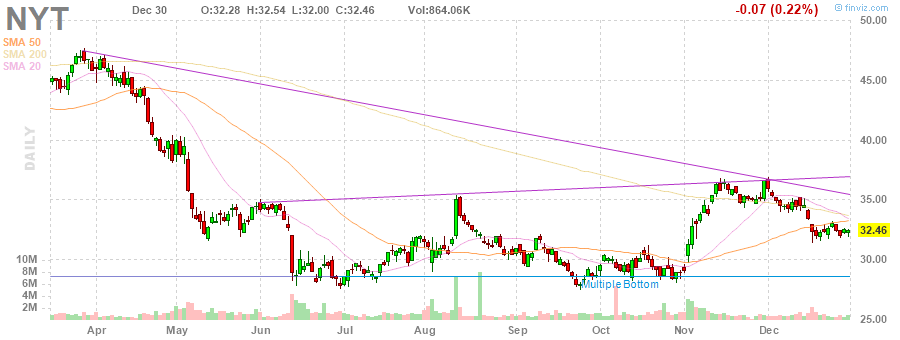 NYT
Dec 30 O:32.28 H:32.54 L:32.00 C:32.46 Vol:864.06K
-0.07 (0.22%)
© finviz.com
SMA 50
SMA 200
SMA 20
DAILY
50.00
45.00
40.00
35.00
32.46
30.00
25.00
10M
8M
6M
4M
2M
Multiple Bottom
Apr May Jun Jul Aug Sep Oct Nov Dec